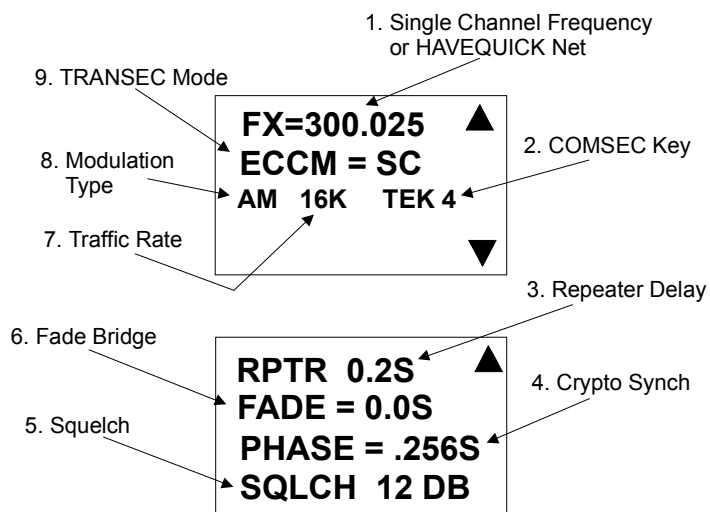 1. Single Channel Frequency
or HAVEQUICK Net
9. TRANSEC Mode
FX=300.025
ECCM = SC
2. COMSEC Key
8. Modulation
Type
AM 16K TEK 4
7. Traffic Rate
3. Repeater Delay
6. Fade Bridge
RPTR 0.2S
FADE = 0.0S
4. Crypto Synch
5. Squelch
PHASE = .256S
SQLCH 12 DB